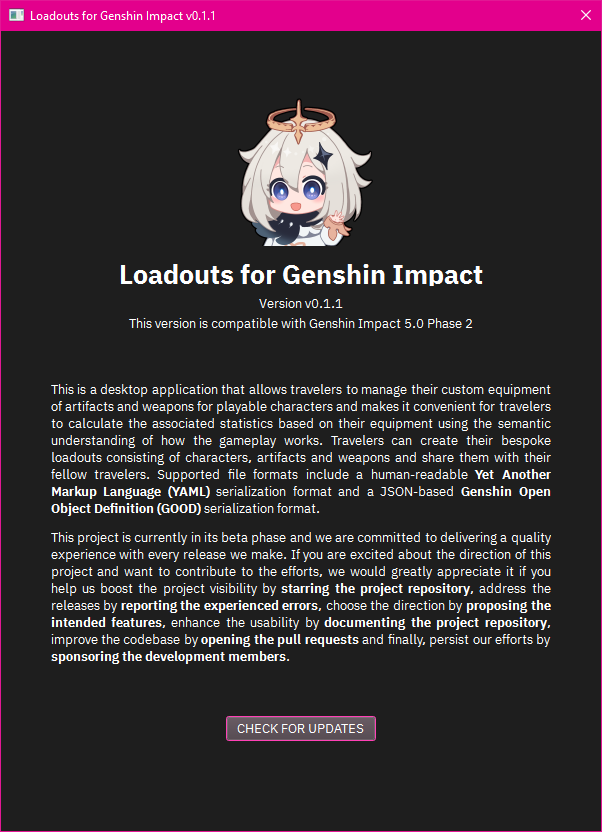 Loadouts for Genshin Impact v0.1.1
Loadouts for Genshin Impact
Version v0.1.1
This version is compatible with Genshin Impact 5.0 Phase 2
This is a desktop application that allows travelers to manage their custom equipment
of artifacts and weapons for playable characters and makes it convenient for travelers
to calculate the associated statistics based on their equipment using the semantic
understanding of how the gameplay works. Travelers can create their bespoke
loadouts consisting of characters, artifacts and weapons and share them with their
fellow travelers. Supported file formats include a human-readable Yet Another
Markup Language (YAML) serialization format and a JSON-based Genshin Open
Object Definition (GOOD) serialization format.
This project is currently in its beta phase and we are committed to delivering a quality
experience with every release we make. If you are excited about the direction of this
project and want to contribute to the efforts, we would greatly appreciate it if you
help us boost the project visibility by starring the project repository, address the
releases by reporting the experienced errors, choose the direction by proposing the
intended features, enhance the usability by documenting the project repository,
improve the codebase by opening the pull requests and finally, persist our efforts by
sponsoring the development members.
CHECK FOR UPDATES